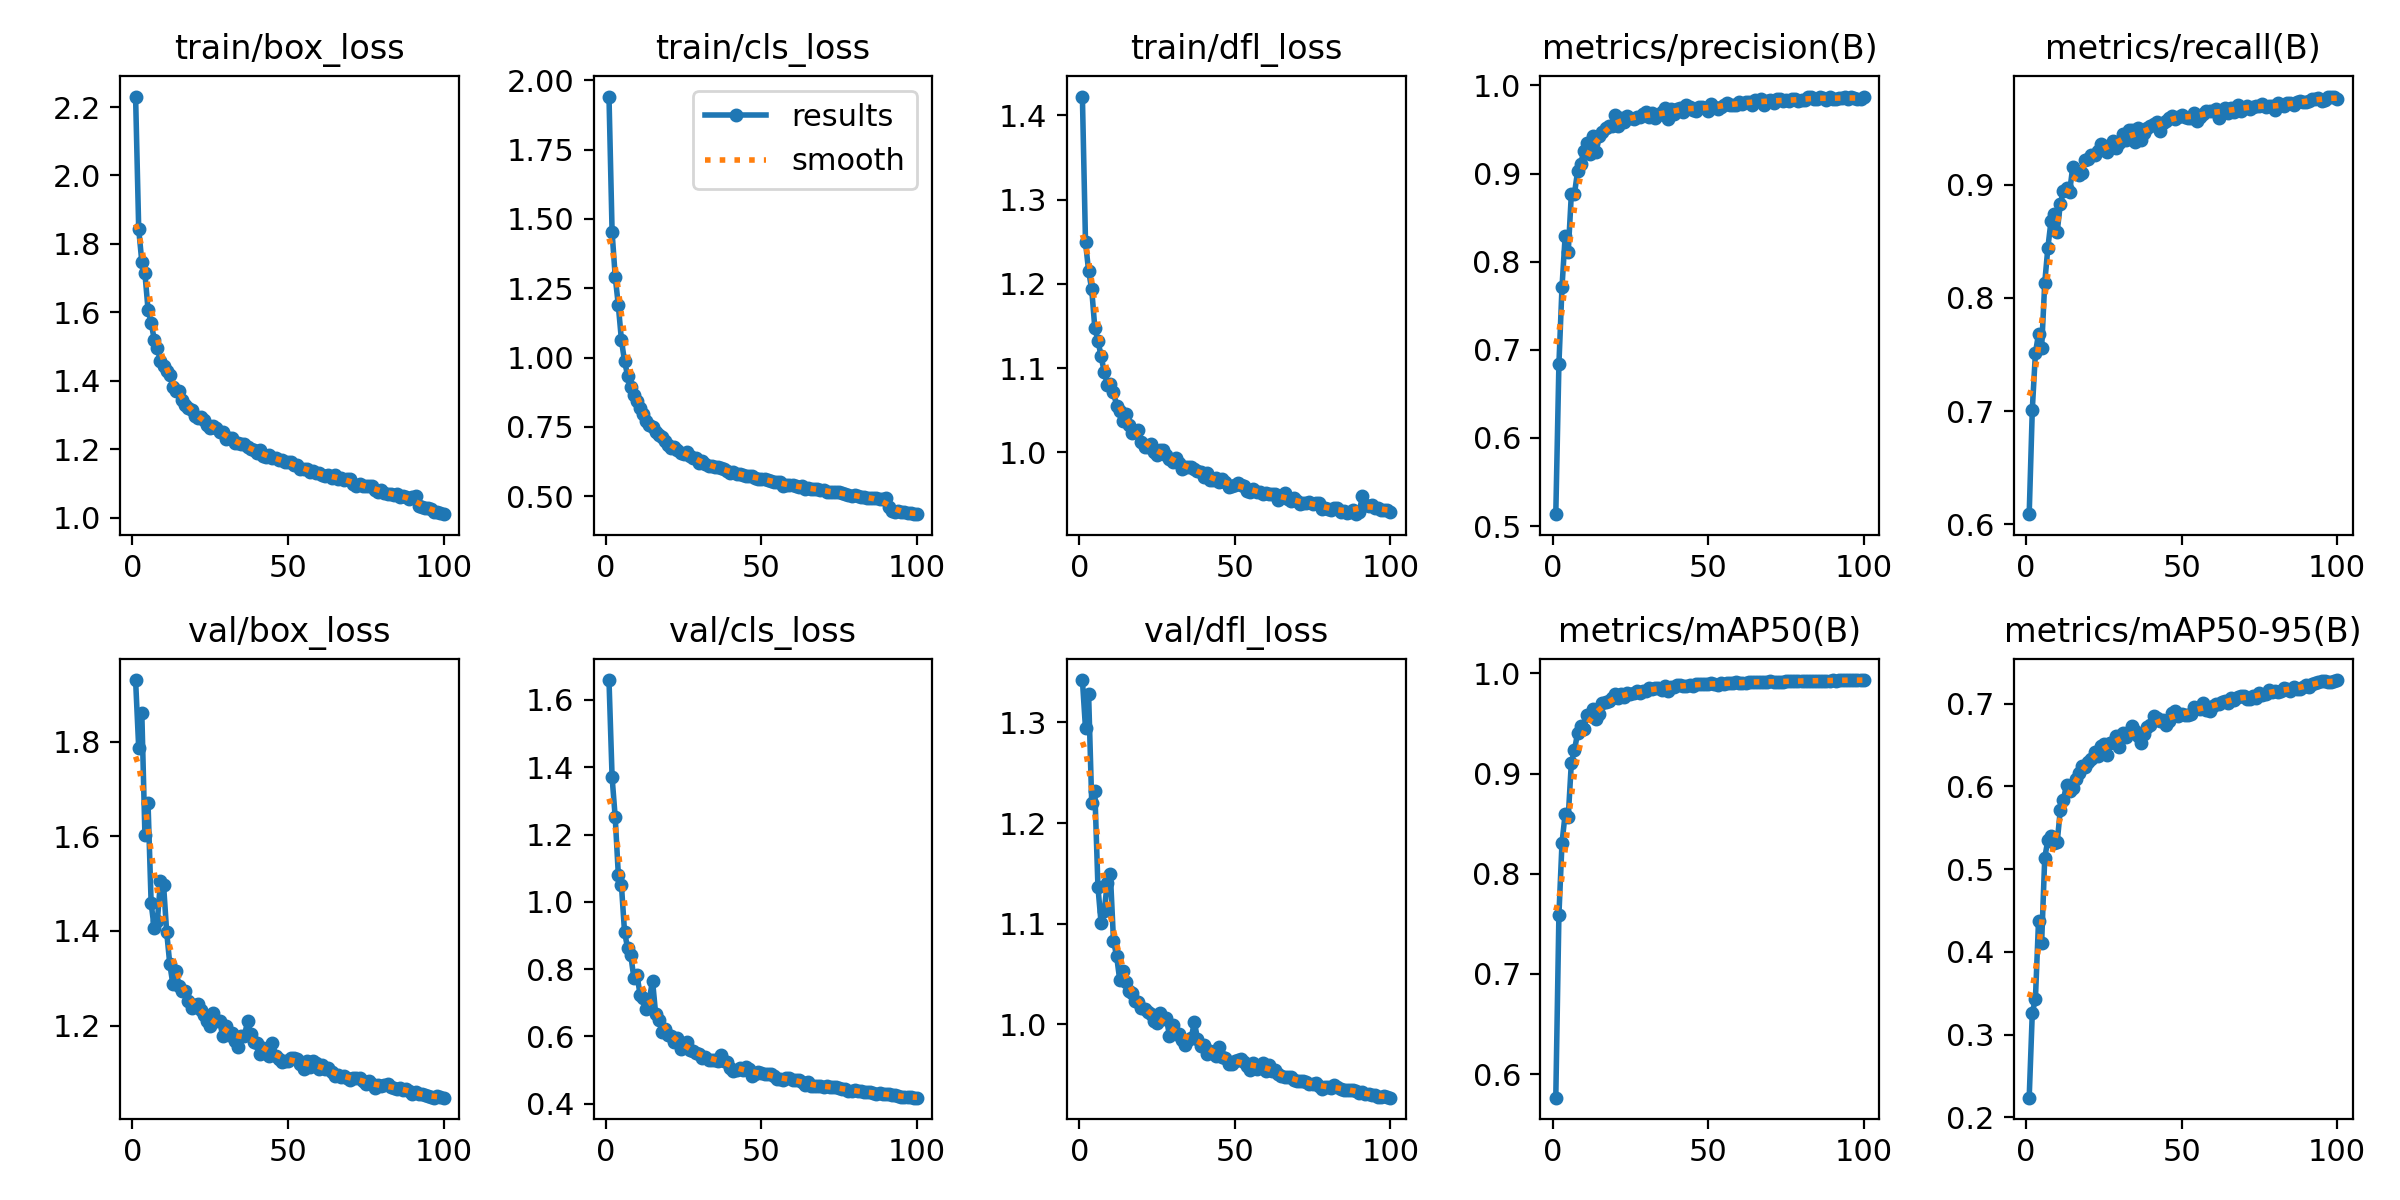 train/box_loss
2.2
2.0
1.8
1.6
1.4
1.2
1.0
0 50 100
train/cls_loss
2.00
1.75
1.50
1.25
1.00
0.75
0.50
results
smooth
0 50 100
train/dfl_loss
1.4
1.3
1.2
1.1
1.0
0 50 100
metrics/precision(B)
1.0
0.9
0.8
0.7
0.6
0.5
0 50 100
metrics/recall(B)
0.9
0.8
0.7
0.6
0 50 100
val/box_loss
1.8
1.6
1.4
1.2
0 50 100
val/cls_loss
1.6
1.4
1.2
1.0
0.8
0.6
0.4
0 50 100
val/dfl_loss
1.3
1.2
1.1
1.0
0 50 100
metrics/mAP50(B)
1.0
0.9
0.8
0.7
0.6
0 50 100
metrics/mAP50-95(B)
0.7
0.6
0.5
0.4
0.3
0.2
0 50 100